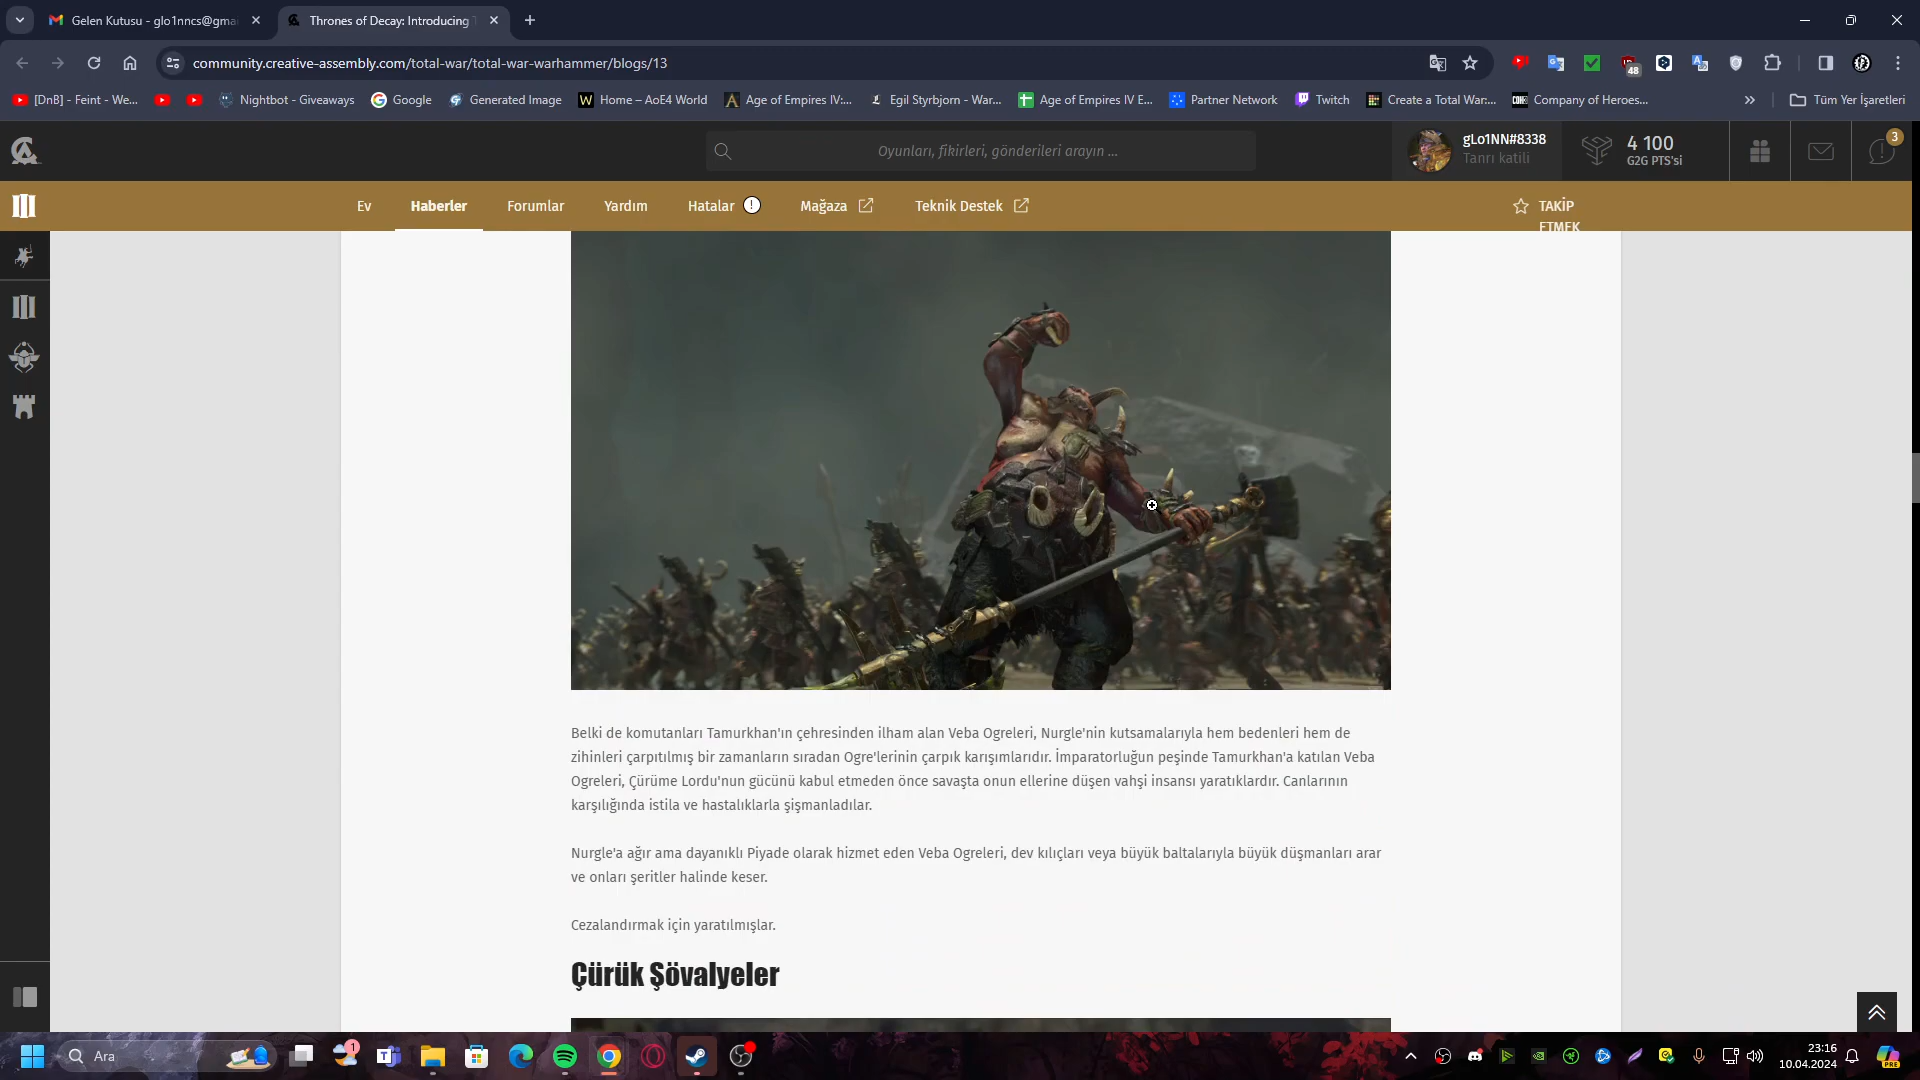 Gelen Kutusu - glo1nncs@gma
Thrones of Decay: Introducing
community.creative-assembly.com/total-war/total-war-warhammer/blogs/13
48
[DnB] - Feint - We...
Nightbot - Giveaways
Google
Generated Image
Home – AoE4 World
Age of Empires IV:...
Egil Styrbjorn - War...
Age of Empires IV E...
Partner Network
Twitch
Create a Total War:...
Company of Heroes...
»
Tüm Yer İşaretleri
Oyunları, fikirleri, gönderileri arayın ...
gLo1NN#8338
Tanrı katili
4 100
G2G PTS'si
3
Ev
Haberler
Forumlar
Yardım
Hatalar
Mağaza
Teknik Destek
TAKİP
ETMEK
Belki de komutanları Tamurkhan'ın çehresinden ilham alan Veba Ogreleri, Nurgle'nin kutsamalarıyla hem bedenleri hem de
zihinleri çarpıtılmış bir zamanların sıradan Ogre'lerinin çarpık karışımlarıdır. İmparatorluğun peşinde Tamurkhan'a katılan Veba
Ogreleri, Çürüme Lordu'nun gücünü kabul etmeden önce savaşta onun ellerine düşen vahşi insansı yaratıklardır. Canlarının
karşılığında istila ve hastalıklarla şişmanladılar.
Nurgle'a ağır ama dayanıklı Piyade olarak hizmet eden Veba Ogreleri, dev kılıçları veya büyük baltalarıyla büyük düşmanları arar
ve onları şeritler halinde keser.
Cezalandırmak için yaratılmışlar.
Çürük Şövalyeler
Ara
1
23:16
10.04.2024
PRE